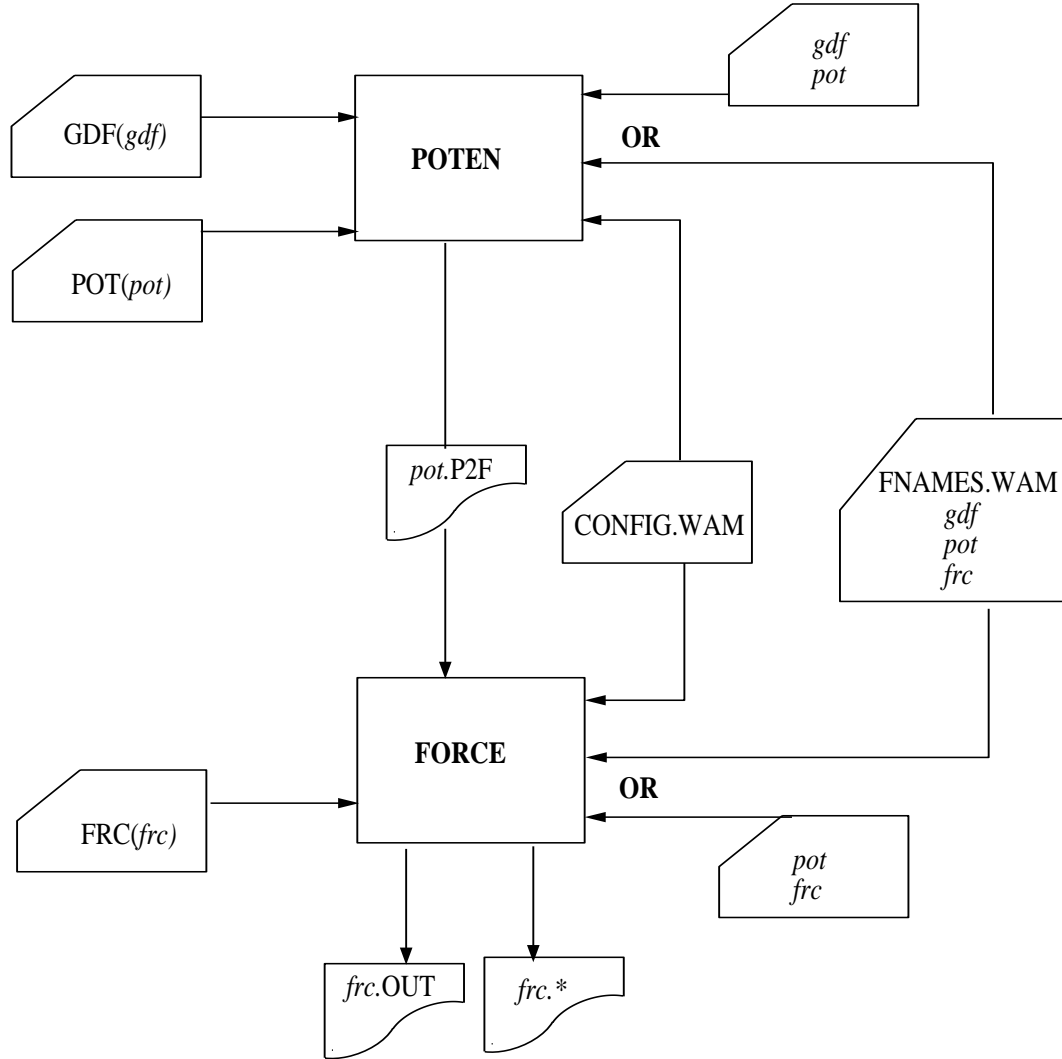 gdf
pot
GDF(gdf)
OR
POTEN
POT(pot)
pot.P2F
FNAMES.WAM
gdf
pot
frc
CONFIG.WAM
FORCE
OR
FRC(frc)
pot
frc
frc.OUT
frc.*